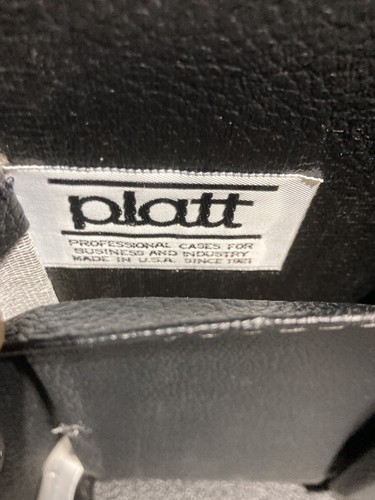 platt
PROFESSIONAL CASES FOR
BUSINESS AND INDUSTRY
MADE IN U.S.A. SINCE 1921